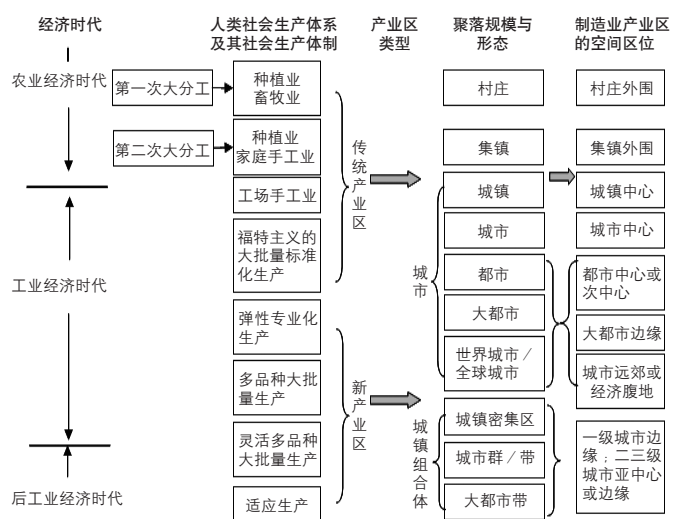 经济时代
人类社会生产体系
及其社会生产体制
产业区
类型
聚落规模与
形态
制造业产业区
的空间区位
农业经济时代
工业经济时代
后工业经济时代
第一次大分工
第二次大分工
种植业
畜牧业
种植业
家庭手工业
工场手工业
福特主义的
大批量标准
化生产
弹性专业化
生产
多品种大批
量生产
灵活多品种
大批量生产
适应生产
传统产业区
新产业区
村庄
集镇
城镇
城市
都市
大都市
世界城市/
全球城市
城镇密集区
城市群/带
大都市带
城市
城镇组合体
村庄外围
集镇外围
城镇中心
城市中心
都市中心或
次中心
大都市边缘
城市远郊或
经济腹地
一级城市边
缘;二三级
城市亚中心
或边缘